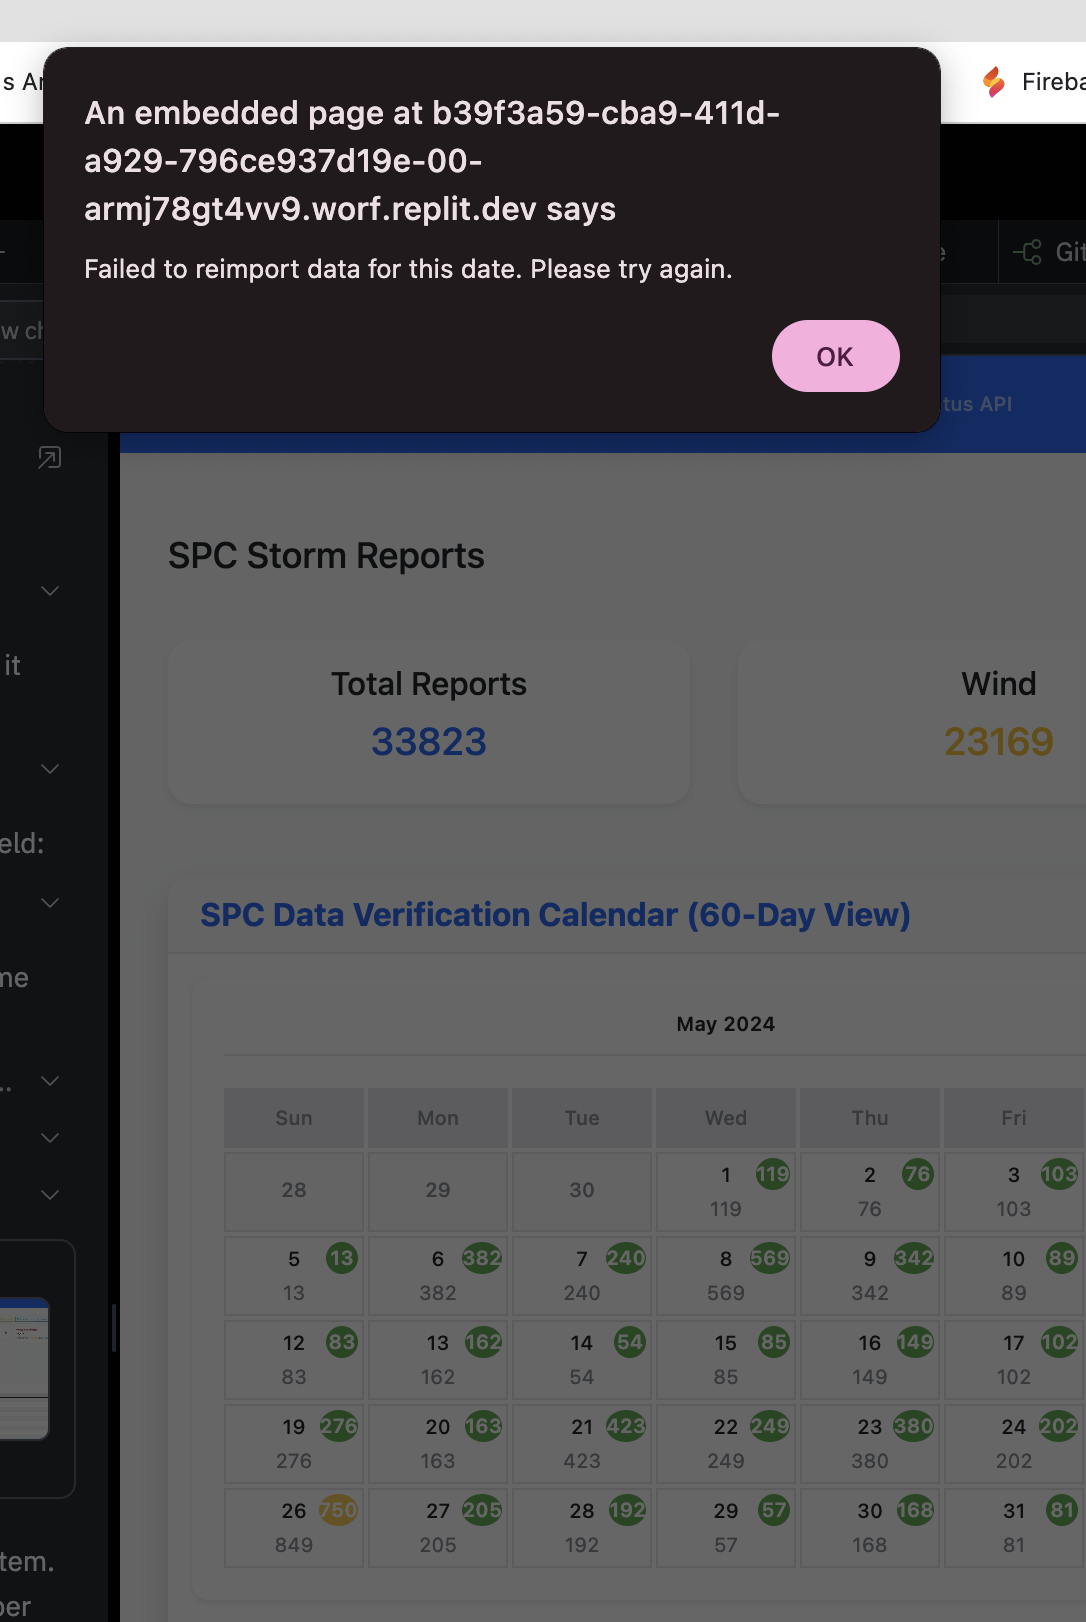 s Ar
An embedded page at b39f3a59-cba9-411d-
a929-796ce937d19e-00-
armj78gt4vv9.worf.replit.dev says
Failed to reimport data for this date. Please try again.
OK
Fireba
e
Git
w ch
tus API
it
eld:
me
..
tem.
per
SPC Storm Reports
Total Reports
33823
Wind
23169
SPC Data Verification Calendar (60-Day View)
May 2024
Sun Mon Tue Wed Thu Fri
28 29 30 1 119 2 76 3 103
119 76 103
5 13 6 382 7 240 8 569 9 342 10 89
13 382 240 569 342 89
12 83 13 162 14 54 15 85 16 149 17 102
83 162 54 85 149 102
19 276 20 163 21 423 22 249 23 380 24 202
276 163 423 249 380 202
26 750 27 205 28 192 29 57 30 168 31 81
849 205 192 57 168 81